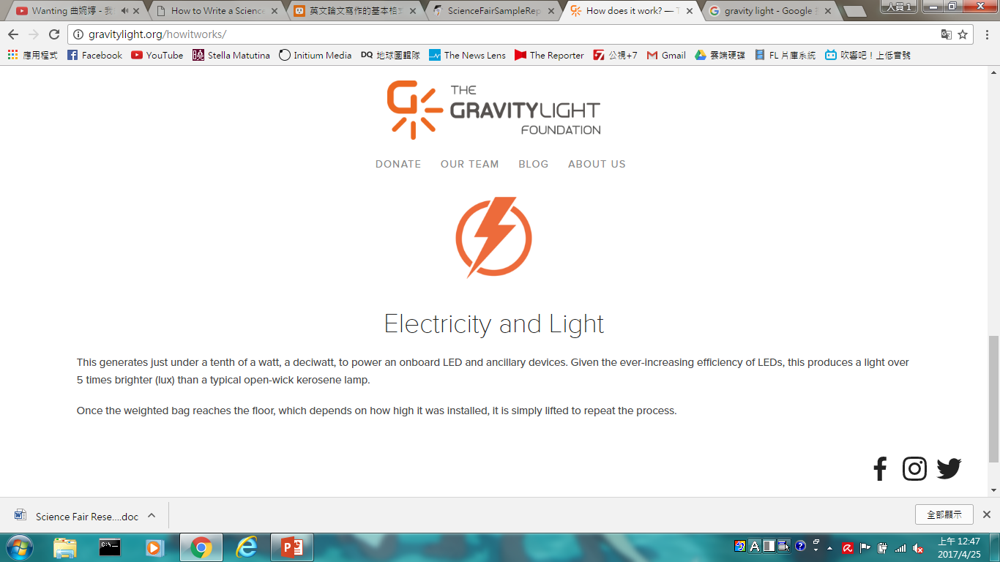 人員 1
Wanting 曲婉婷 - 我
How to Write a Science
英文論文寫作的基本格式
ScienceFairSampleRep
How does it work? — T
gravity light - Google
gravitylight.org/howitworks/
應用程式
Facebook
YouTube
Stella Matutina
Initium Media
DQ 地球圖輯隊
The News Lens
The Reporter
公視+7
Gmail
雲端硬碟
FL 片庫系統
吹響吧！上低音號
THE
GRAVITYLIGHT
FOUNDATION
DONATE
OUR TEAM
BLOG
ABOUT US
Electricity and Light
This generates just under a tenth of a watt, a deciwatt, to power an onboard LED and ancillary devices. Given the ever-increasing efficiency of LEDs, this produces a light over
5 times brighter (lux) than a typical open-wick kerosene lamp.
Once the weighted bag reaches the floor, which depends on how high it was installed, it is simply lifted to repeat the process.
Science Fair Rese....doc
全部顯示
上午 12:47
2017/4/25